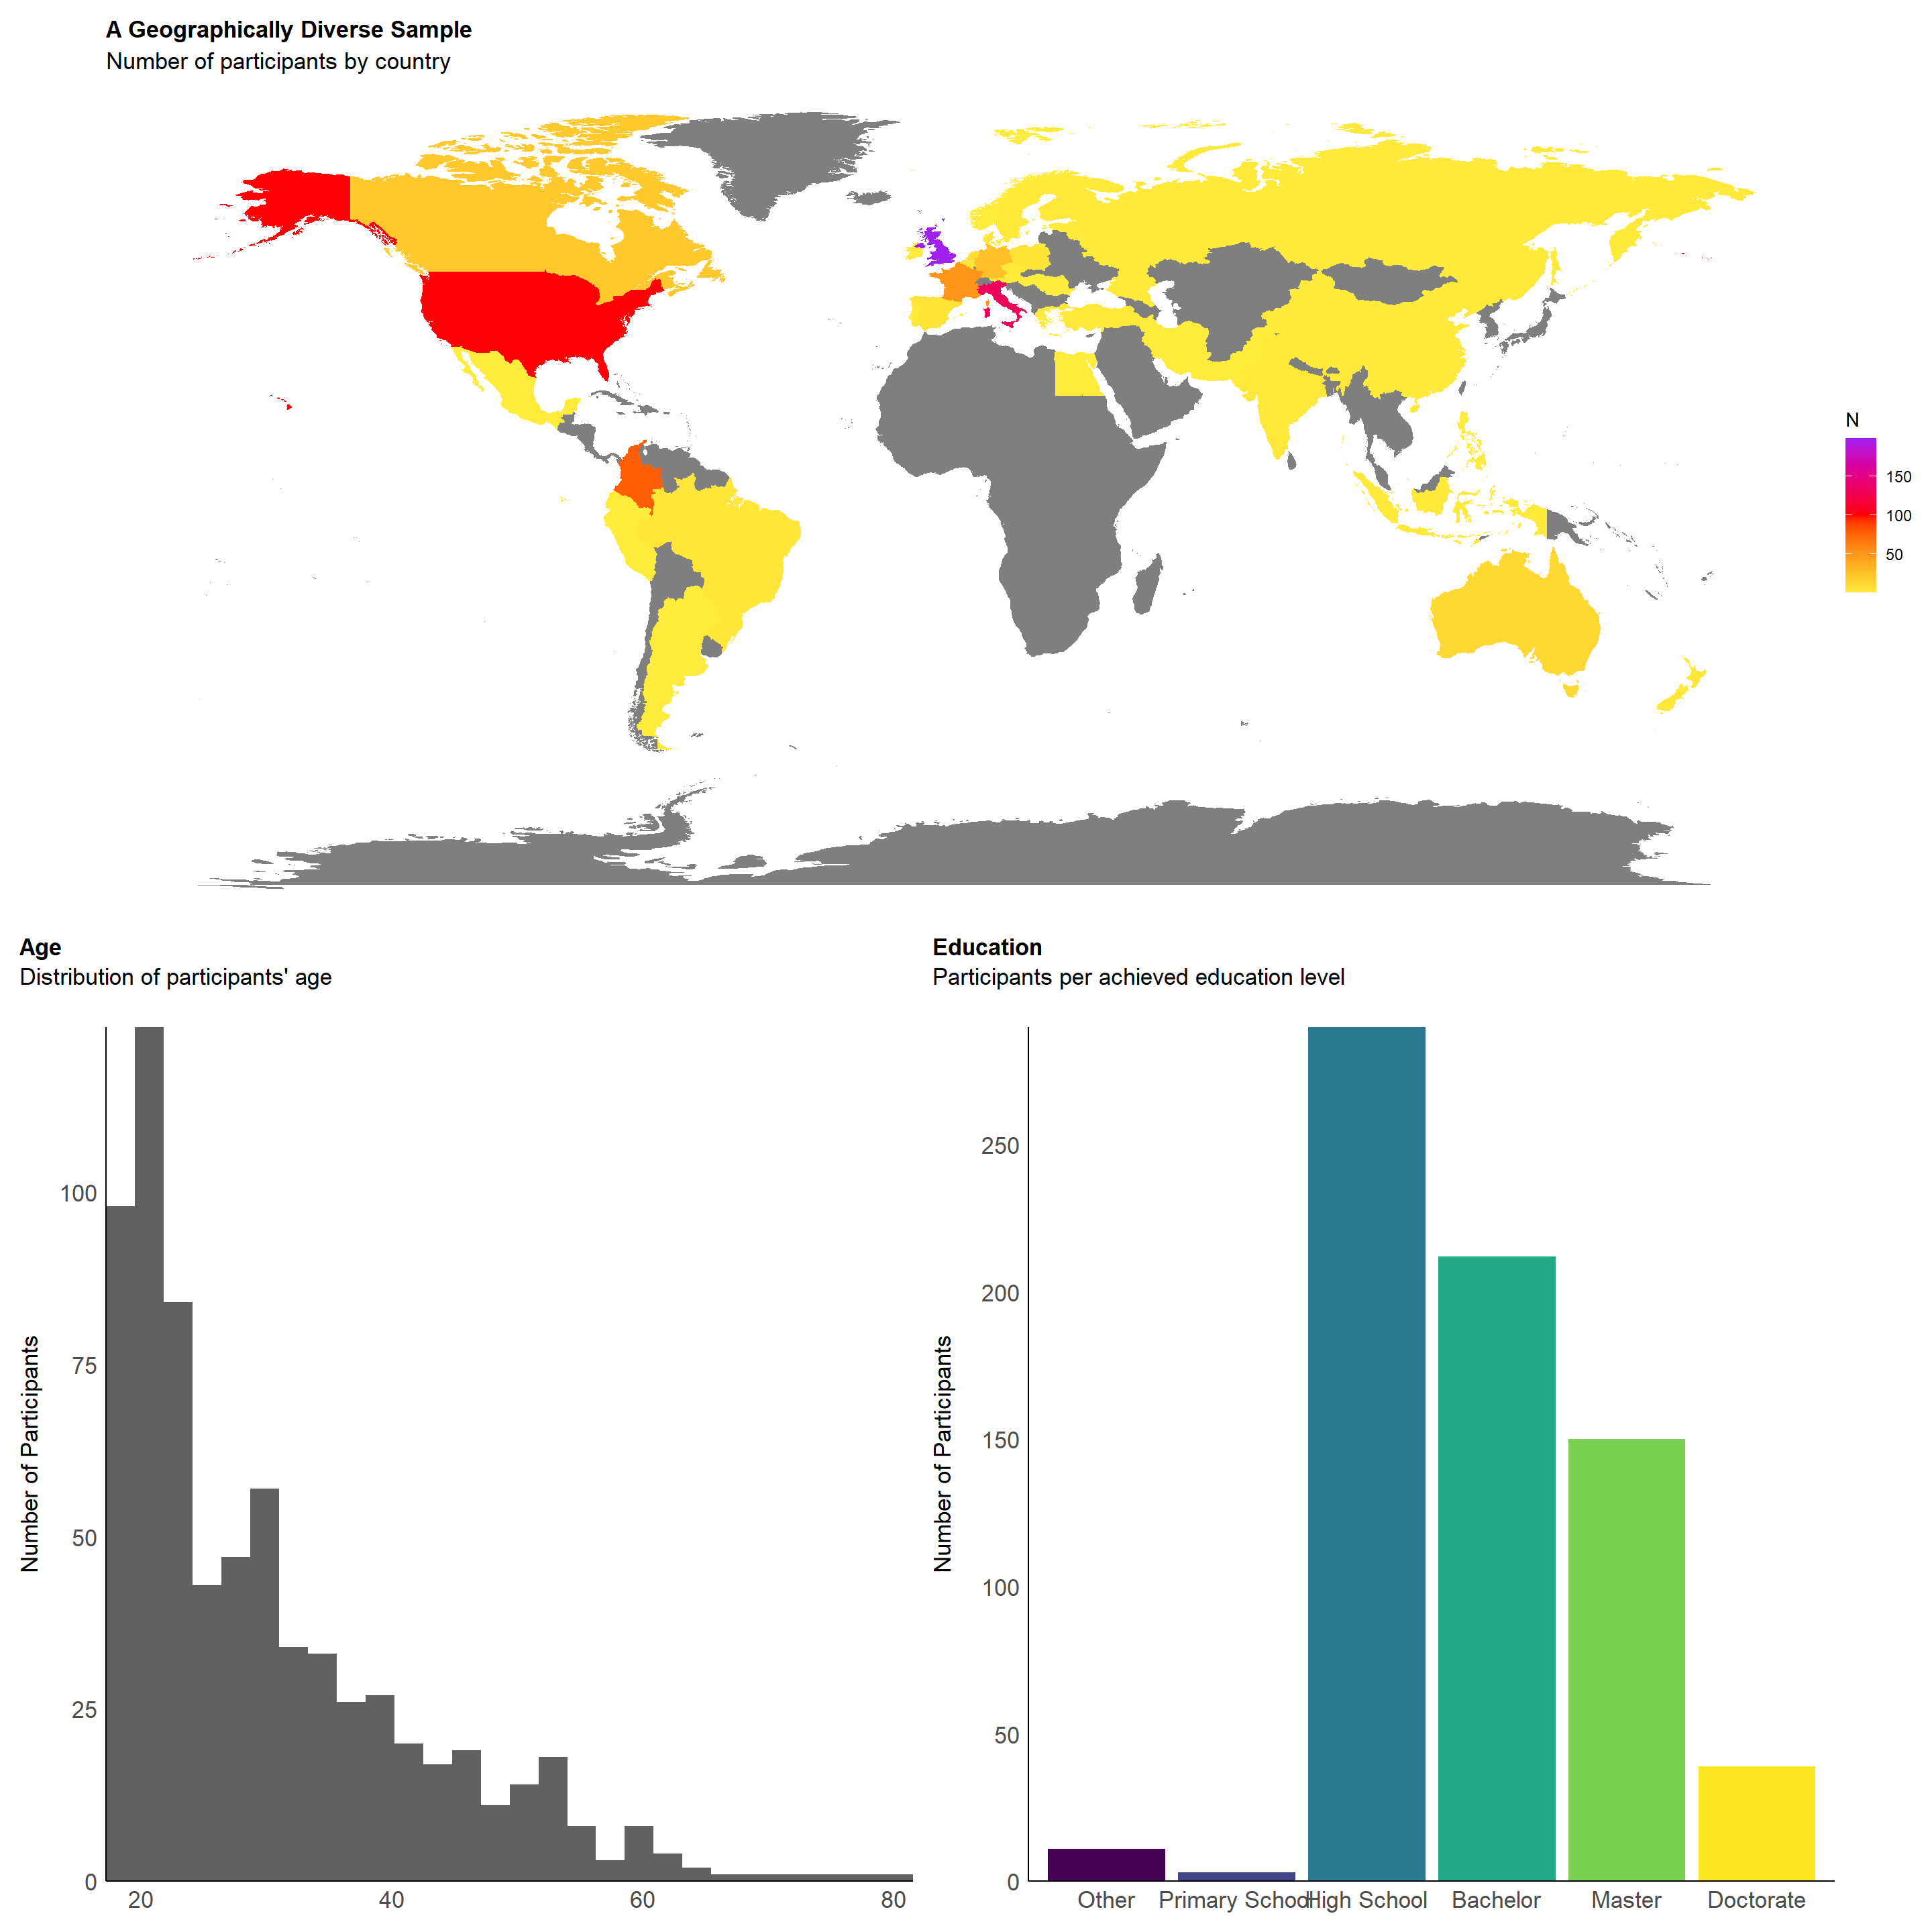 A Geographically Diverse Sample
Number of participants by country
N
150
100
50
Age
Distribution of participants' age
Number of Participants
100
75
50
25
0
20 40 60 80
Education
Participants per achieved education level
Number of Participants
250
200
150
100
50
0
Other Primary School High School Bachelor Master Doctorate